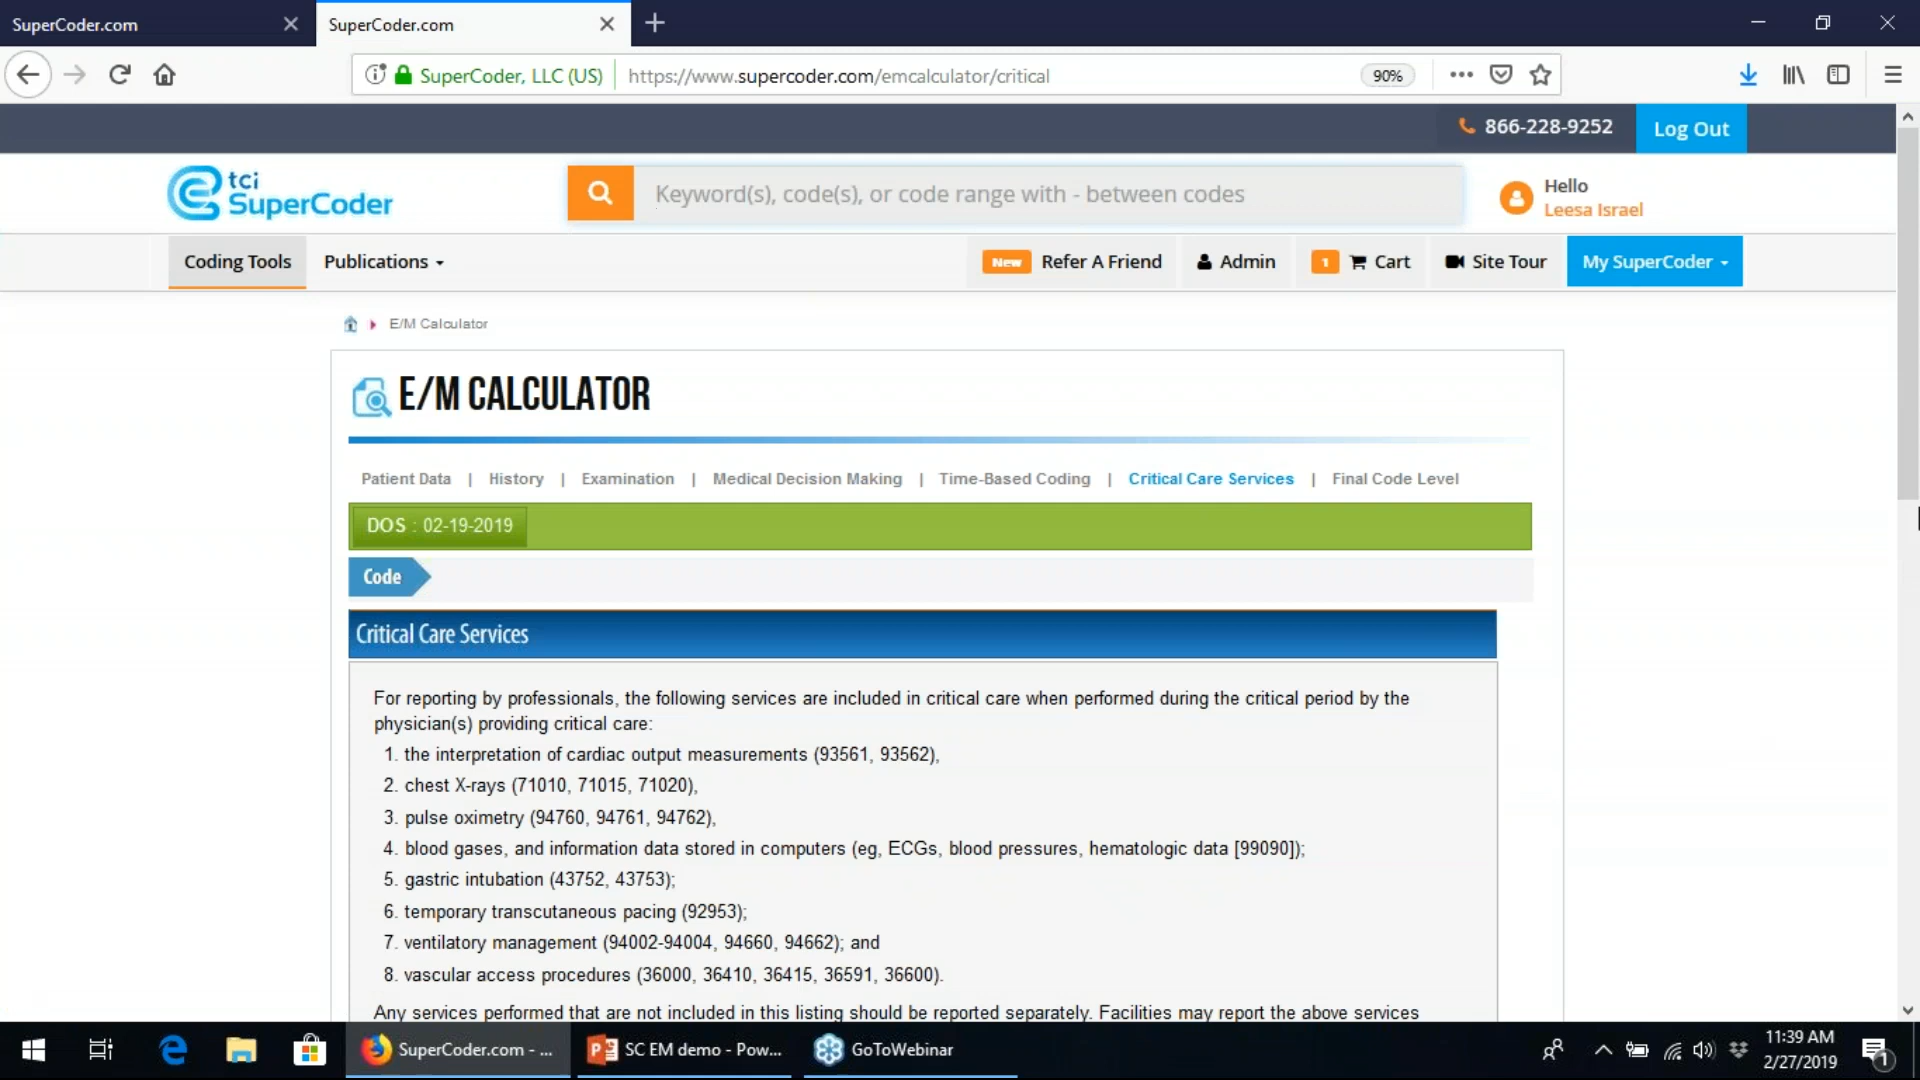 SuperCoder.com
SuperCoder.com
SuperCoder, LLC (US) https://www.supercoder.com/emcalculator/critical 90%
866-228-9252 Log Out
tci SuperCoder
Keyword(s), code(s), or code range with - between codes
Hello
Leesa Israel
Coding Tools Publications New Refer A Friend Admin 1 Cart Site Tour My SuperCoder
E/M Calculator
E/M CALCULATOR
Patient Data | History | Examination | Medical Decision Making | Time-Based Coding | Critical Care Services | Final Code Level
DOS : 02-19-2019
Code
Critical Care Services
For reporting by professionals, the following services are included in critical care when performed during the critical period by the
physician(s) providing critical care:
1. the interpretation of cardiac output measurements (93561, 93562),
2. chest X-rays (71010, 71015, 71020),
3. pulse oximetry (94760, 94761, 94762),
4. blood gases, and information data stored in computers (eg, ECGs, blood pressures, hematologic data [99090]);
5. gastric intubation (43752, 43753);
6. temporary transcutaneous pacing (92953);
7. ventilatory management (94002-94004, 94660, 94662); and
8. vascular access procedures (36000, 36410, 36415, 36591, 36600).
Any services performed that are not included in this listing should be reported separately. Facilities may report the above services
SuperCoder.com - ... SC EM demo - Pow... GoToWebinar
11:39 AM
2/27/2019
1